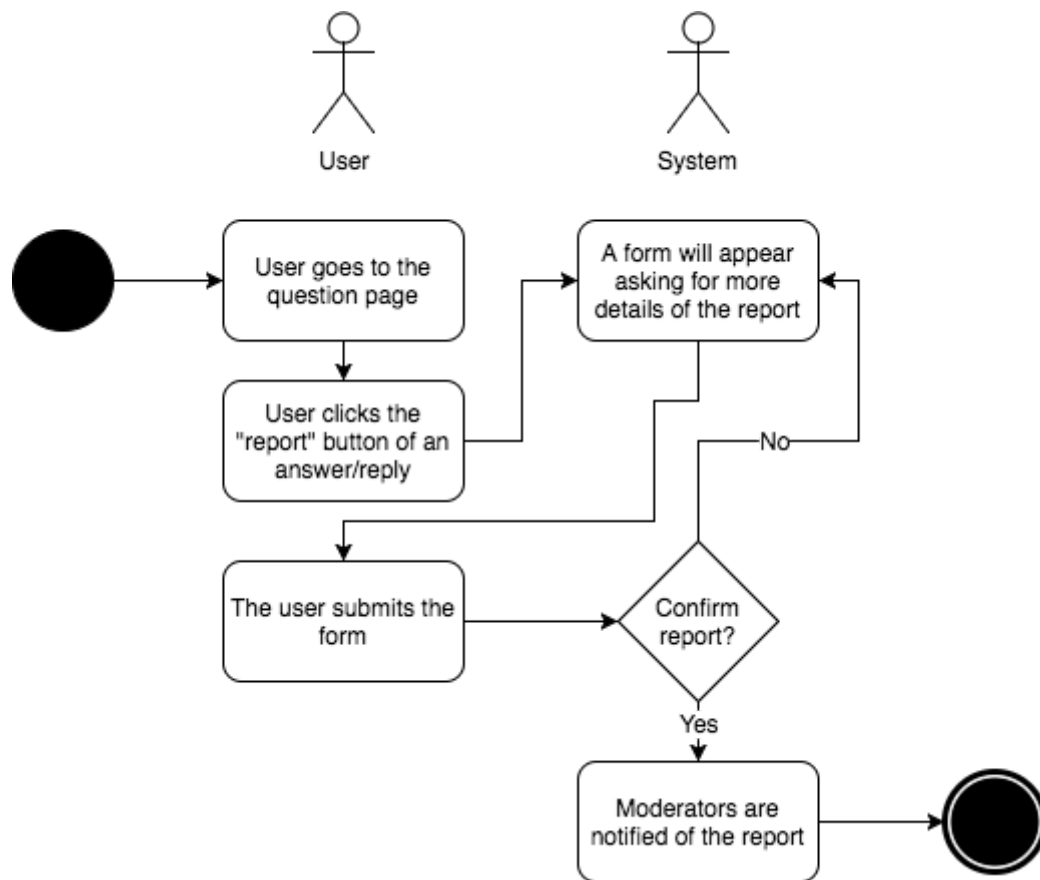 User
System
User goes to the
question page
A form will appear
asking for more
details of the report
User clicks the
"report" button of an
answer/reply
No
The user submits the
form
Confirm
report?
Yes
Moderators are
notified of the report